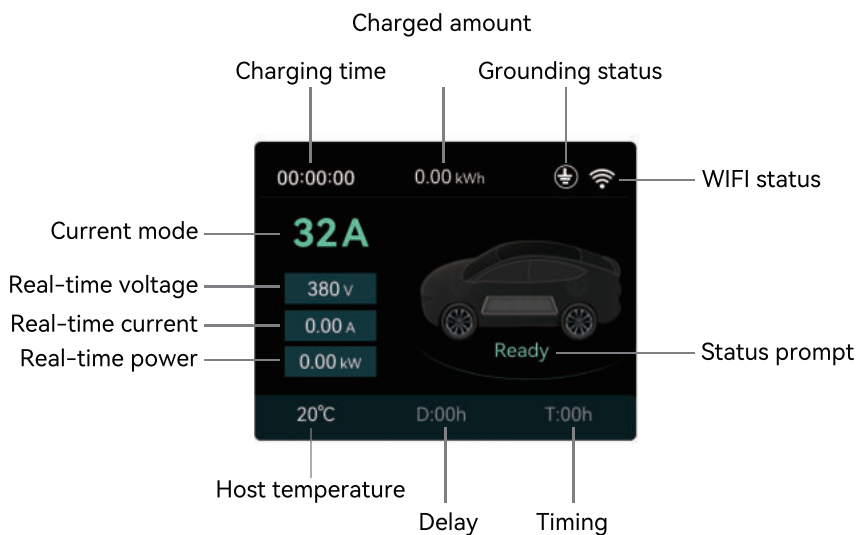 Charged amount
Charging time
Grounding status
00:00:00
0.00 kWh
WIFI status
Current mode
32A
Real-time voltage
380 V
Real-time current
0.00 A
Real-time power
0.00 kW
Ready
Status prompt
20℃
D:00h
T:00h
Host temperature
Delay
Timing